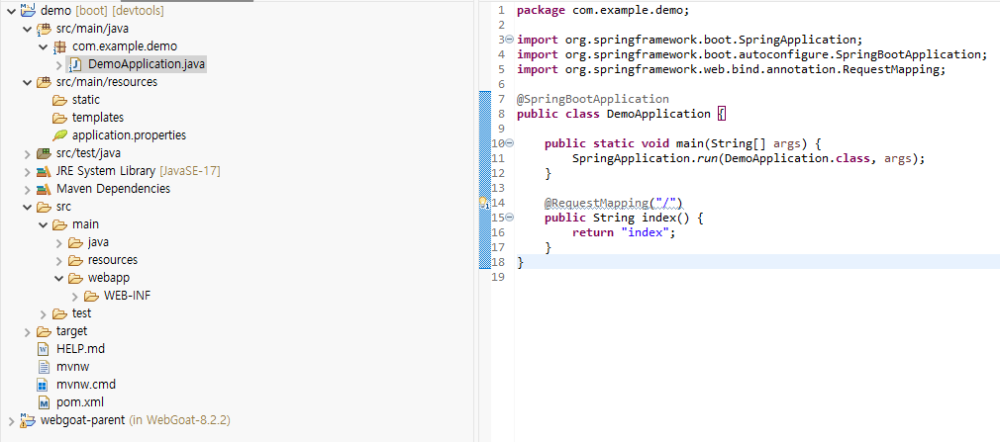 demo [boot] [devtools]
src/main/java
com.example.demo
DemoApplication.java
src/main/resources
static
templates
application.properties
src/test/java
JRE System Library [JavaSE-17]
Maven Dependencies
src
main
java
resources
webapp
WEB-INF
test
target
HELP.md
mvnw
mvnw.cmd
pom.xml
webgoat-parent (in WebGoat-8.2.2)
1 package com.example.demo;
2
3 import org.springframework.boot.SpringApplication;
4 import org.springframework.boot.autoconfigure.SpringBootApplication;
5 import org.springframework.web.bind.annotation.RequestMapping;
6
7 @SpringBootApplication
8 public class DemoApplication {
9
10 public static void main(String[] args) {
11 SpringApplication.run(DemoApplication.class, args);
12 }
13
14 @RequestMapping("/")
15 public String index() {
16 return "index";
17 }
18 }
19